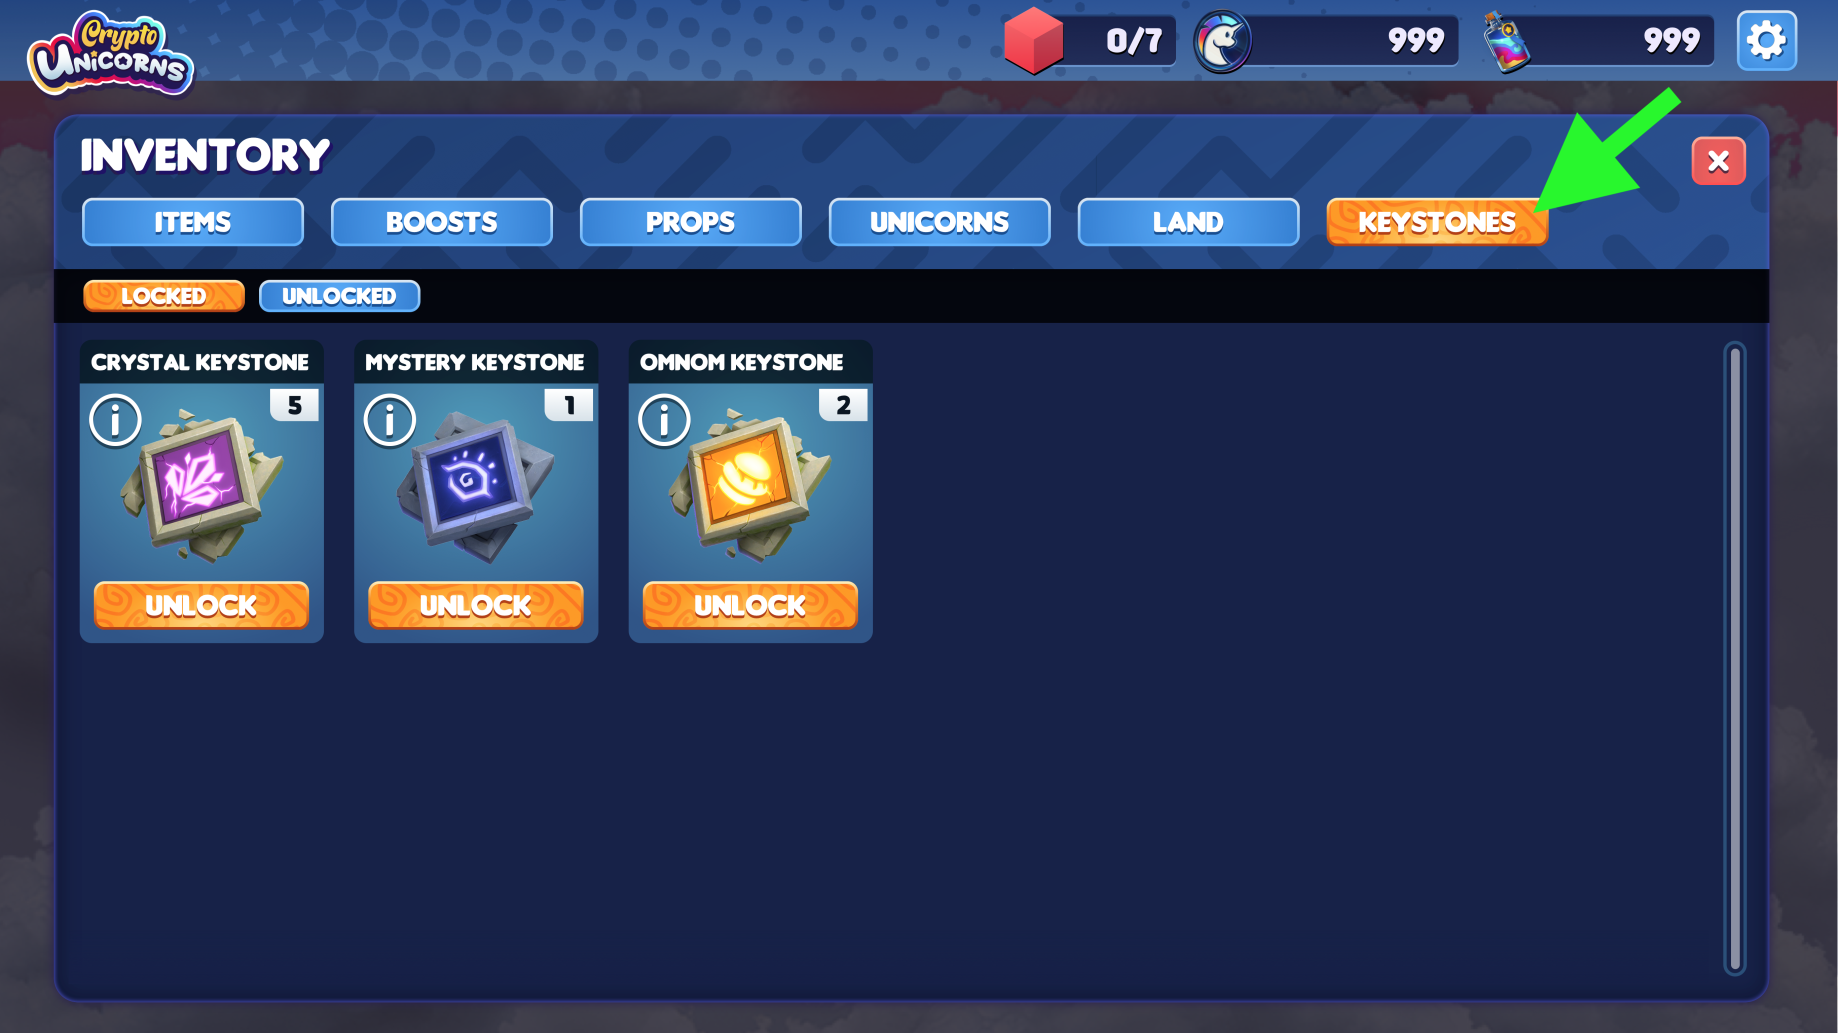 Crypto
UNICORNS
0/7
999
999
INVENTORY
ITEMS
BOOSTS
PROPS
UNICORNS
LAND
KEYSTONES
LOCKED
UNLOCKED
CRYSTAL KEYSTONE
5
UNLOCK
MYSTERY KEYSTONE
1
UNLOCK
OMNOM KEYSTONE
2
UNLOCK